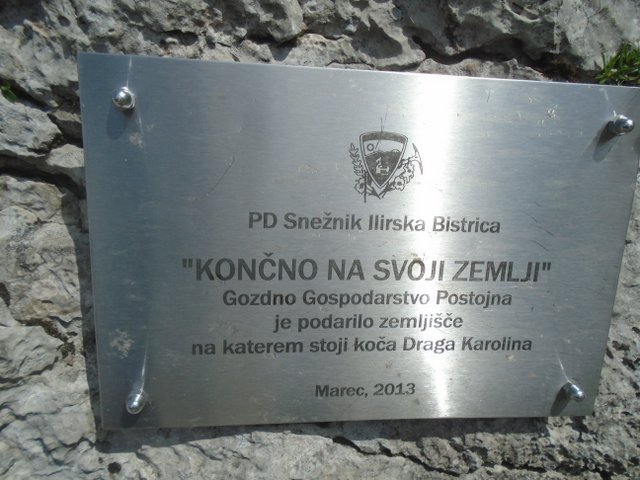 PD Snežnik Ilirska Bistrica
"KONČNO NA SVOJI ZEMLJI"
Gozdno Gospodarstvo Postojna
je podarilo zemljišče
na katerem stoji koča Draga Karolina
Marec, 2013